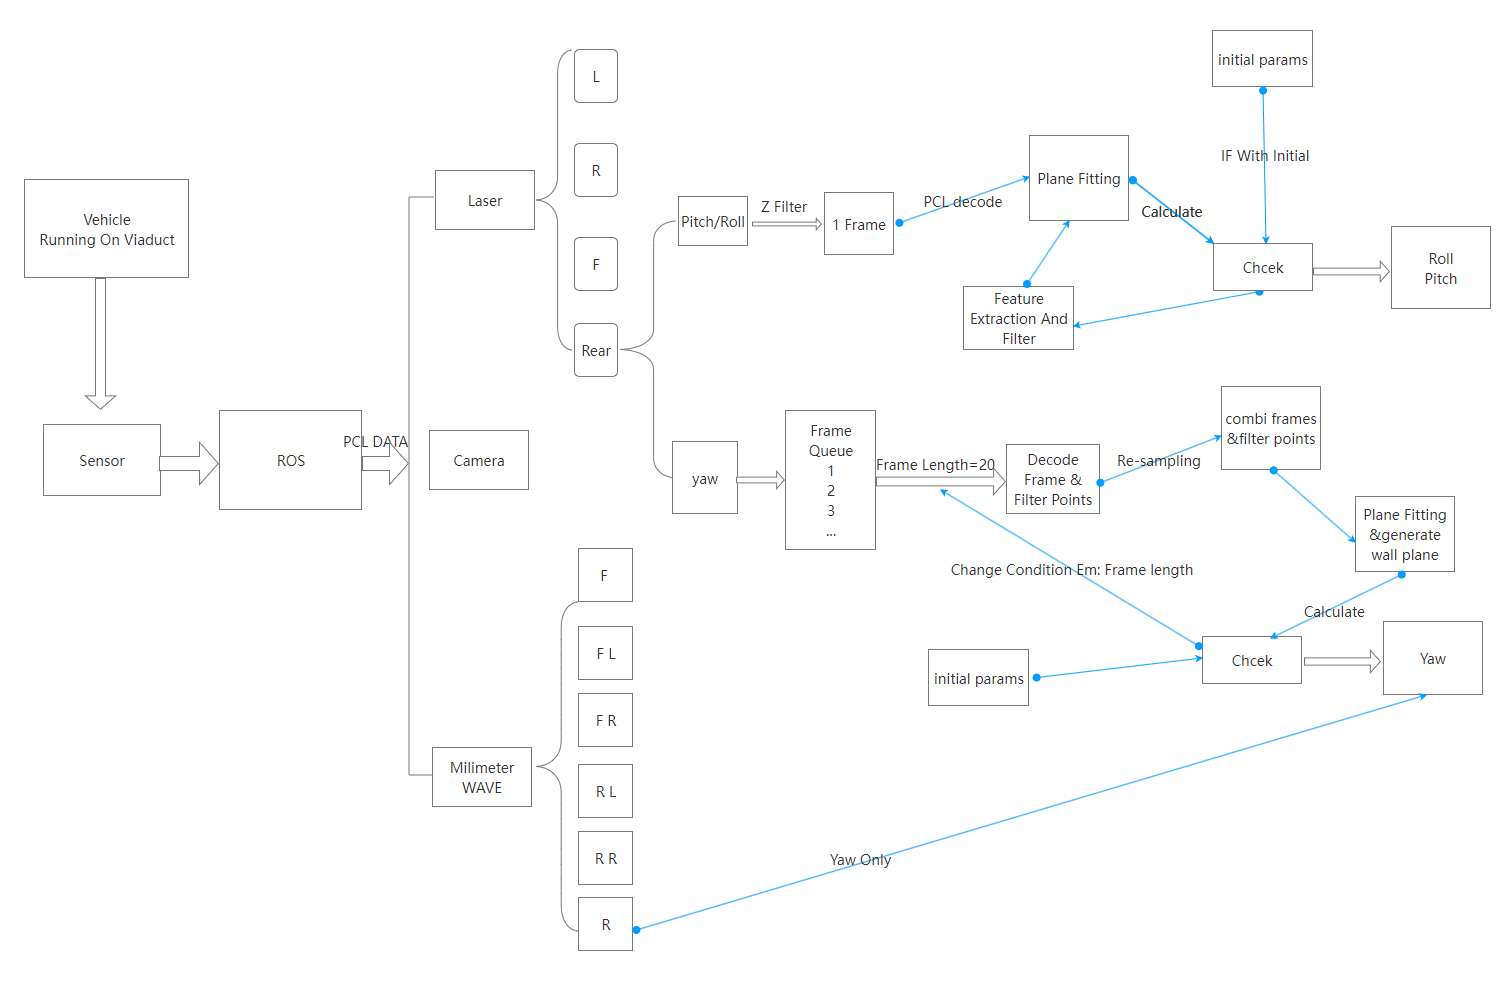 Vehicle
Running On Viaduct
Sensor
ROS
PCL DATA
Laser
Camera
Milimeter
WAVE
L
R
F
Rear
F
F L
F R
R L
R R
R
Pitch/Roll
Z Filter
1 Frame
PCL decode
Plane Fitting
Feature
Extraction And
Filter
Calculate
initial params
IF With Initial
Chcek
Roll
Pitch
yaw
Frame
Queue
1
2
3
...
Frame Length=20
Decode
Frame &
Filter Points
Re-sampling
combi frames
&filter points
Plane Fitting
&generate
wall plane
Calculate
Change Condition Em: Frame length
initial params
Chcek
Yaw
Yaw Only